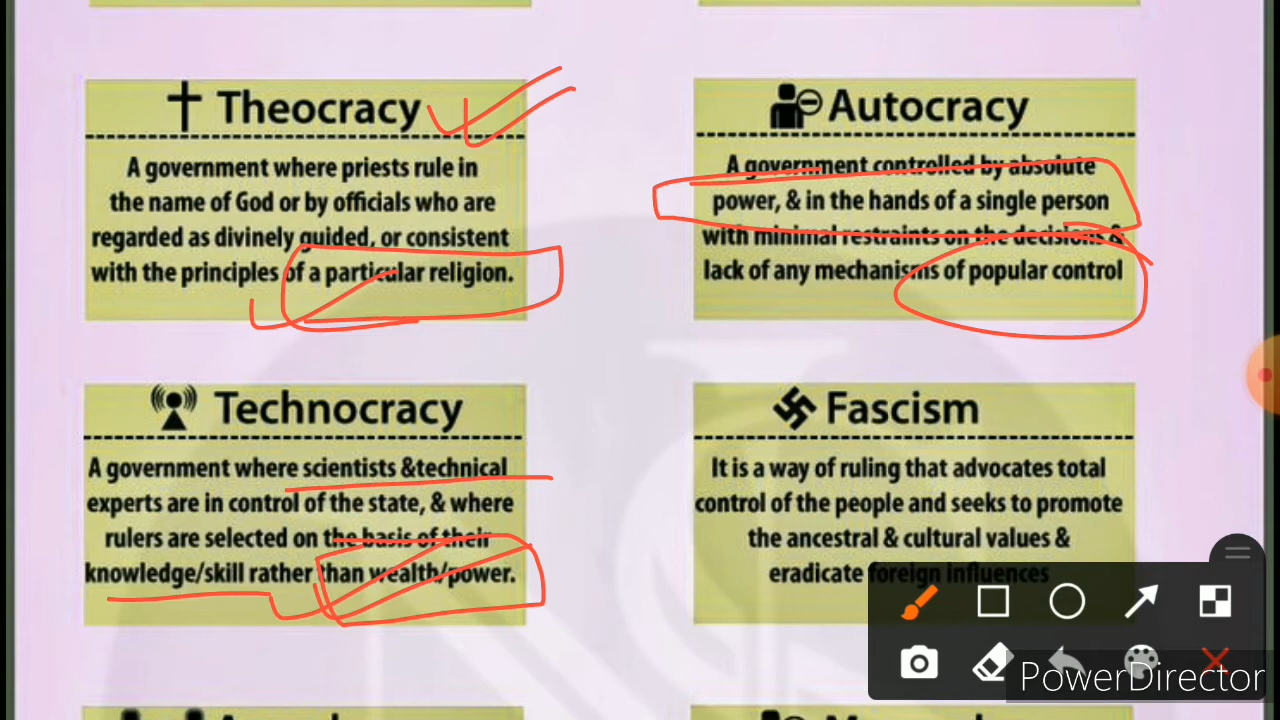 Theocracy
A government where priests rule in
the name of God or by officials who are
regarded as divinely guided, or consistent
with the principles of a particular religion.
Autocracy
A government controlled by absolute
power, & in the hands of a single person
with minimal restraints on the decisions &
lack of any mechanisms of popular control
Technocracy
A government where scientists &technical
experts are in control of the state, & where
rulers are selected on the basis of their
knowledge/skill rather than wealth/power.
Fascism
It is a way of ruling that advocates total
control of the people and seeks to promote
the ancestral & cultural values &
eradicate foreign influences
PowerDirector